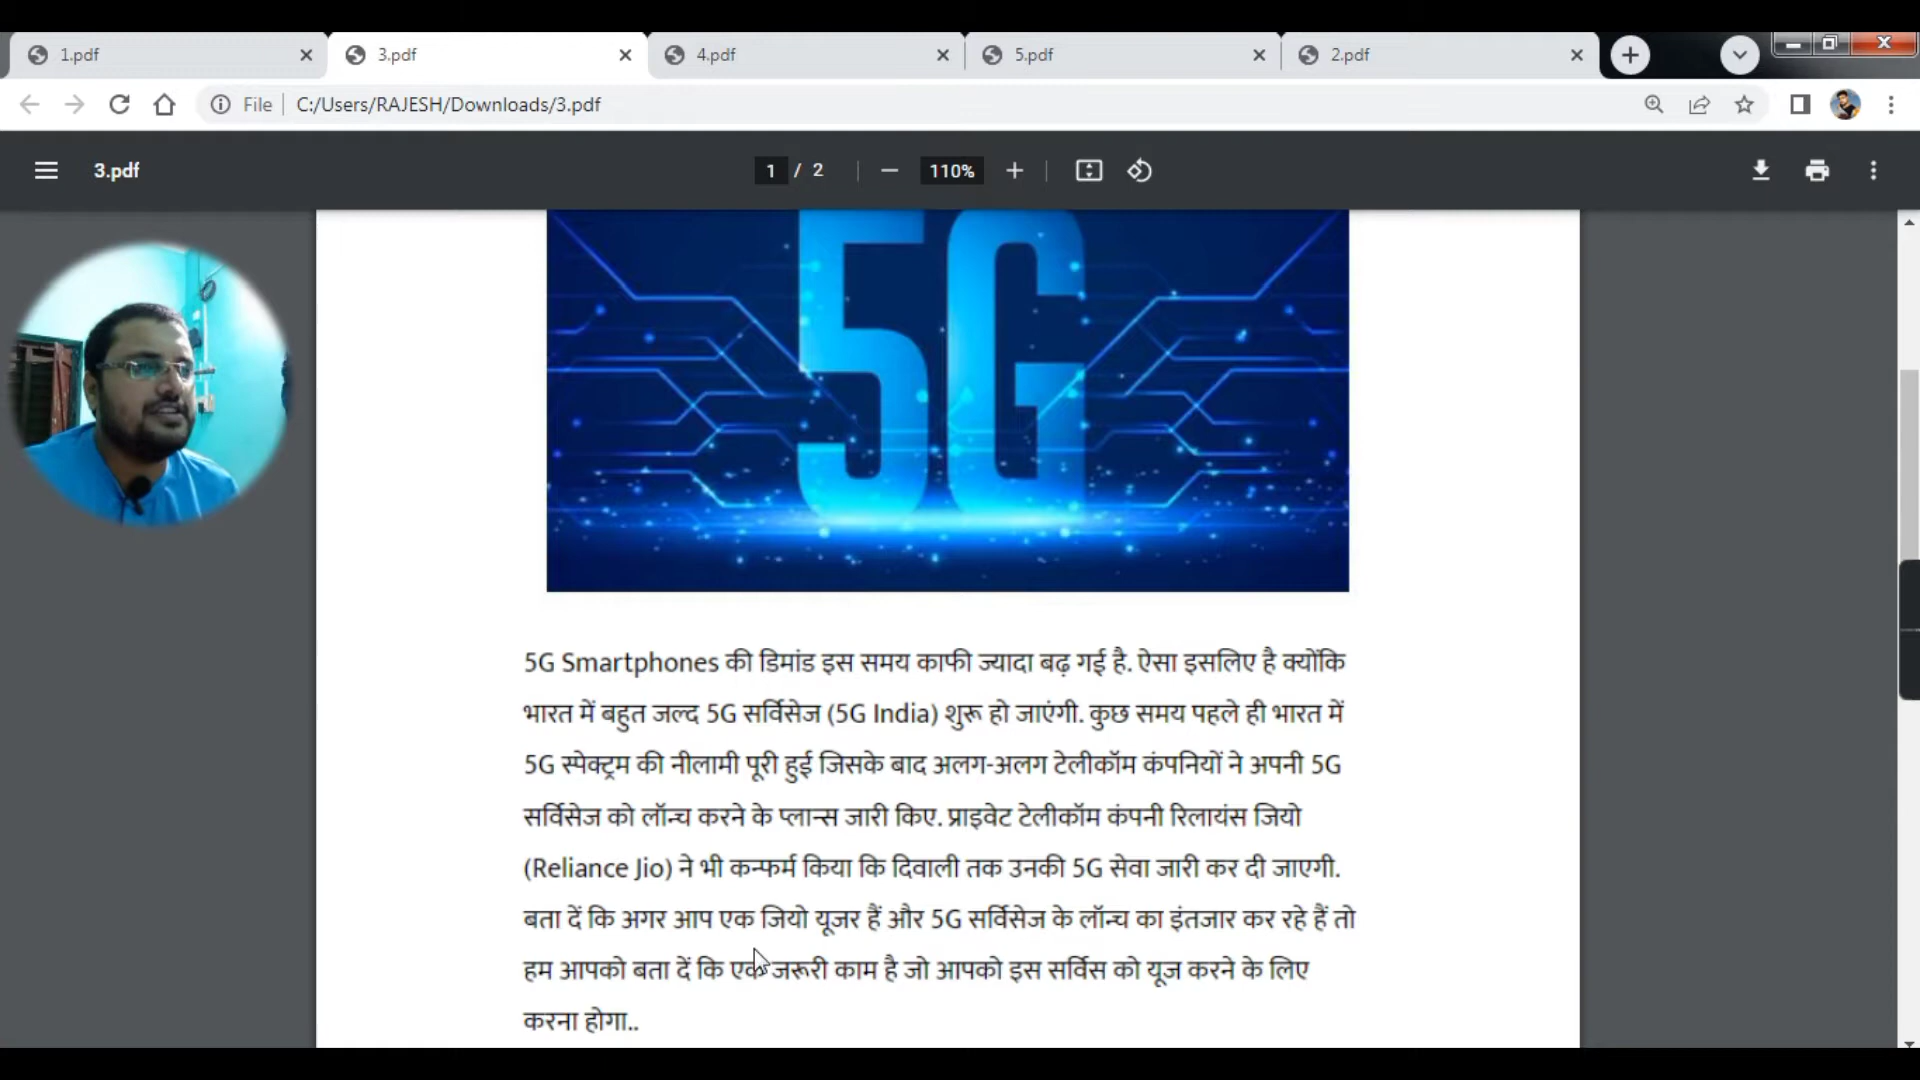 1.pdf
3.pdf
4.pdf
5.pdf
2.pdf
File
C:/Users/RAJESH/Downloads/3.pdf
3.pdf
1 / 2
110%
5G
5G Smartphones की डिमांड इस समय काफी ज्यादा बढ़ गई है. ऐसा इसलिए है क्योंकि
भारत में बहुत जल्द 5G सर्विसेज (5G India) शुरू हो जाएंगी. कुछ समय पहले ही भारत में
5G स्पेक्ट्रम की नीलामी पूरी हुई जिसके बाद अलग-अलग टेलीकॉम कंपनियों ने अपनी 5G
सर्विसेज को लॉन्च करने के प्लान्स जारी किए. प्राइवेट टेलीकॉम कंपनी रिलायंस जियो
(Reliance Jio) ने भी कन्फर्म किया कि दिवाली तक उनकी 5G सेवा जारी कर दी जाएगी.
बता दें कि अगर आप एक जियो यूजर हैं और 5G सर्विसेज के लॉन्च का इंतजार कर रहे हैं तो
हम आपको बता दें कि एक जरूरी काम है जो आपको इस सर्विस को यूज करने के लिए
करना होगा..